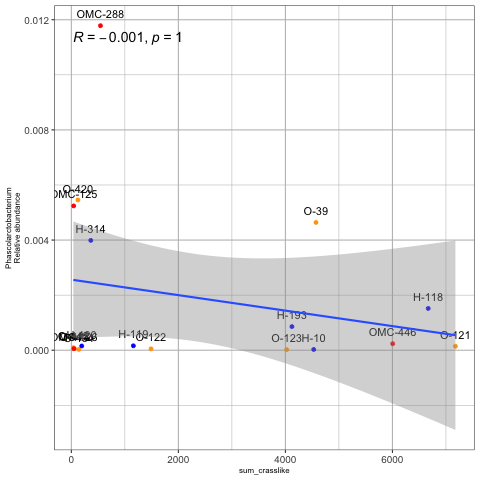 OMC-288
R = −0.001, p = 1
0.012
0.008
O-420
OMC-125
O-39
H-314
0.004
H-118
H-193
H-119
O-122
O-123
H-10
OMC-446
O-121
0.000
Phascolarctobacterium
Relative abundance
0
2000
4000
6000
sum_crasslike